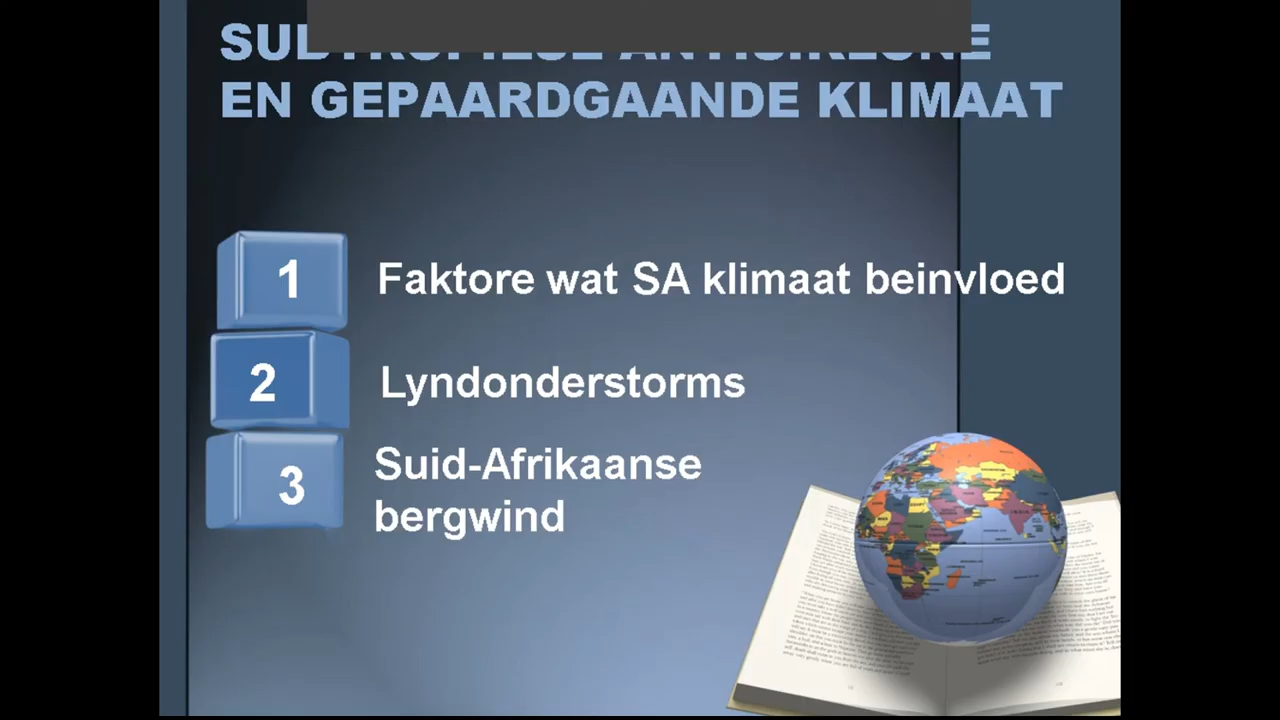 EN GEPAARDGAANDE KLIMAAT
1
Faktore wat SA klimaat beinvloed
2
Lyndonderstorms
3
Suid-Afrikaanse
bergwind